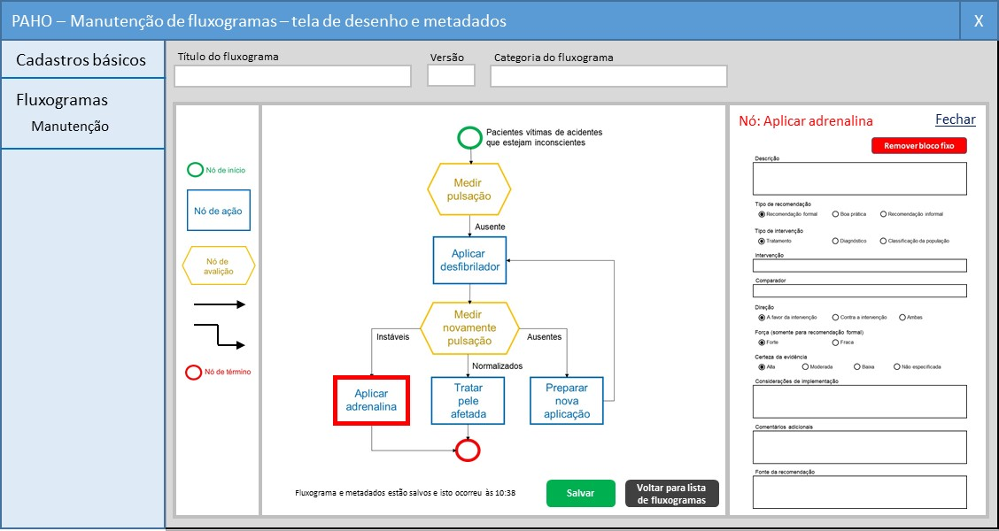 PAHO – Manutenção de fluxogramas – tela de desenho e metadados
X
Cadastros básicos
Fluxogramas
Manutenção
Título do fluxograma
Versão
Categoria do fluxograma
Nó de início
Nó de ação
Nó de
avalição
Nó de término
Pacientes vítimas de acidentes
que estejam inconscientes
Medir
pulsação
Ausente
Aplicar
desfibrilador
Medir
novamente
pulsação
Instáveis
Ausentes
Normalizados
Aplicar
adrenalina
Tratar
pele
afetada
Preparar
nova
aplicação
Fluxograma e metadados estão salvos e isto ocorreu às 10:38
Salvar
Voltar para lista
de fluxogramas
Nó: Aplicar adrenalina
Fechar
Remover bloco fixo
Descrição
Tipo de recomendação
Recomendação formal
Boa prática
Recomendação informal
Tipo de intervenção
Tratamento
Diagnóstico
Classificação da população
Intervenção
Comparador
Direção
A favor da intervenção
Contra a intervenção
Ambas
Força (somente para recomendação formal)
Forte
Fraca
Certeza da evidência
Alta
Moderada
Baixa
Não especificada
Considerações de implementação
Comentários adicionais
Fonte da recomendação